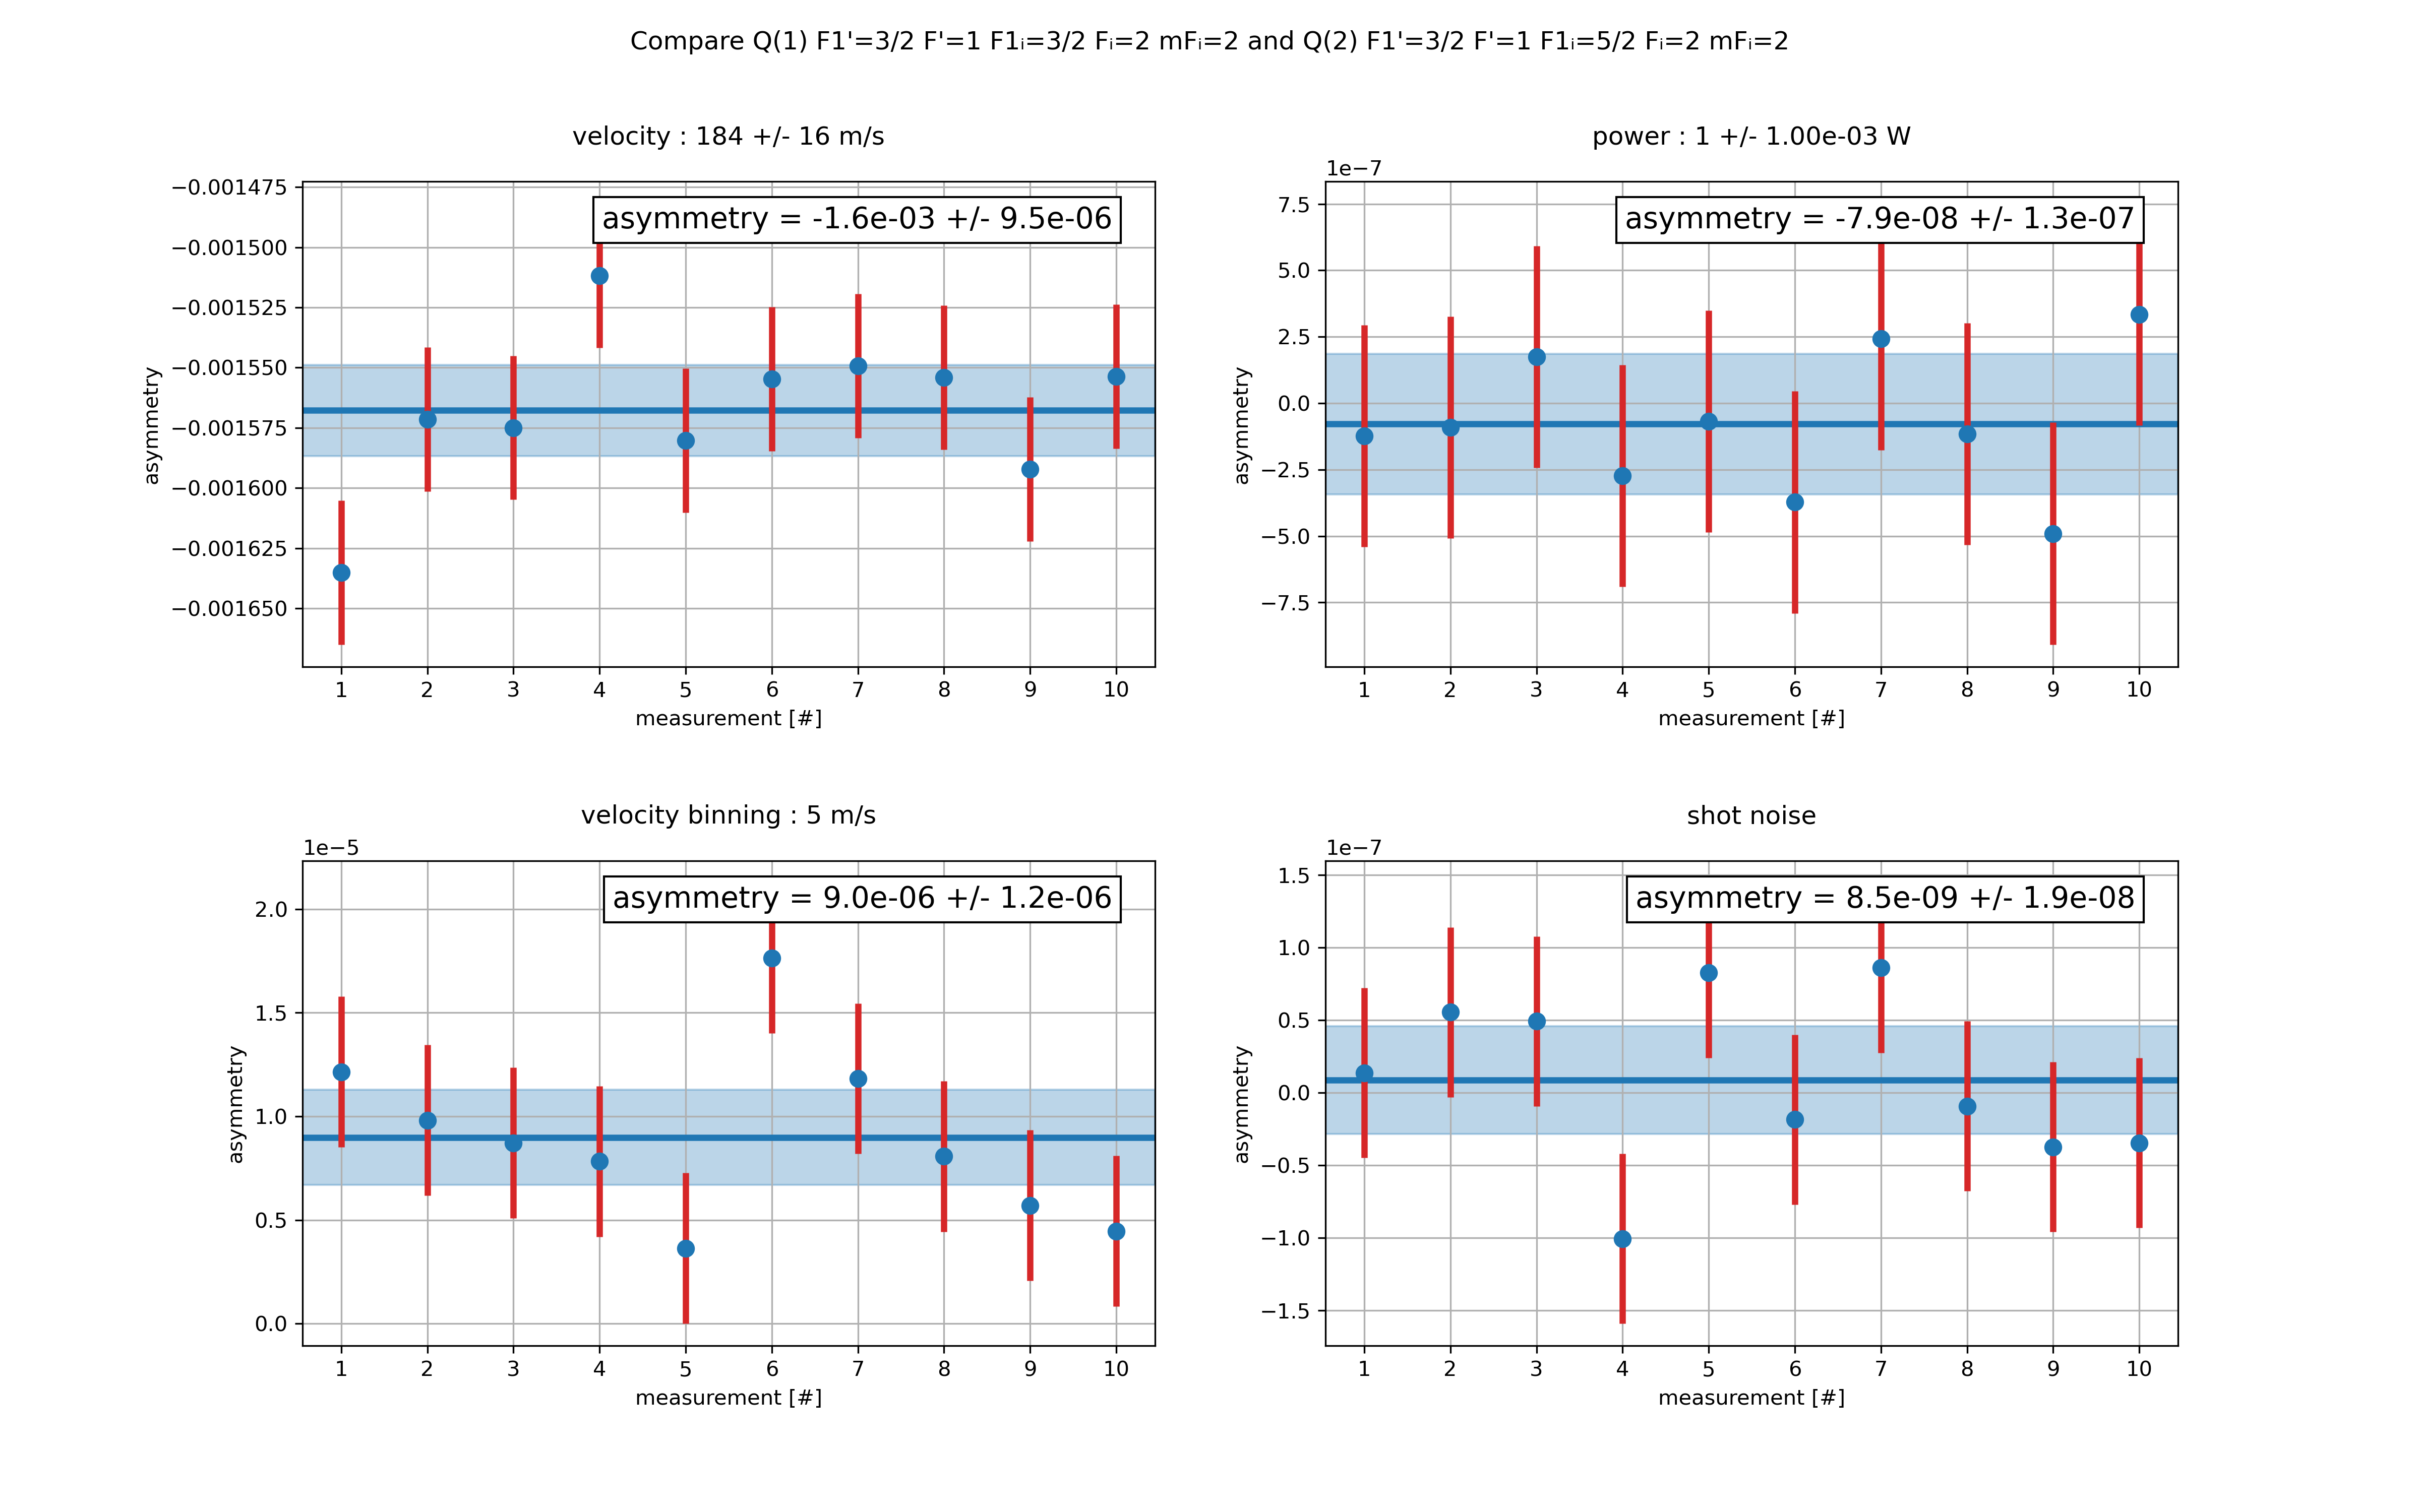 Compare Q(1) F1'=3/2 F'=1 F1ᵢ=3/2 Fᵢ=2 mFᵢ=2 and Q(2) F1'=3/2 F'=1 F1ᵢ=5/2 Fᵢ=2 mFᵢ=2
velocity : 184 +/- 16 m/s
asymmetry = -1.6e-03 +/- 9.5e-06
−0.001475
−0.001500
−0.001525
−0.001550
−0.001575
−0.001600
−0.001625
−0.001650
asymmetry
1 2 3 4 5 6 7 8 9 10
measurement [#]
power : 1 +/- 1.00e-03 W
1e−7
asymmetry = -7.9e-08 +/- 1.3e-07
7.5
5.0
2.5
0.0
−2.5
−5.0
−7.5
asymmetry
1 2 3 4 5 6 7 8 9 10
measurement [#]
velocity binning : 5 m/s
1e−5
asymmetry = 9.0e-06 +/- 1.2e-06
2.0
1.5
1.0
0.5
0.0
asymmetry
1 2 3 4 5 6 7 8 9 10
measurement [#]
shot noise
1e−7
asymmetry = 8.5e-09 +/- 1.9e-08
1.5
1.0
0.5
0.0
−0.5
−1.0
−1.5
asymmetry
1 2 3 4 5 6 7 8 9 10
measurement [#]